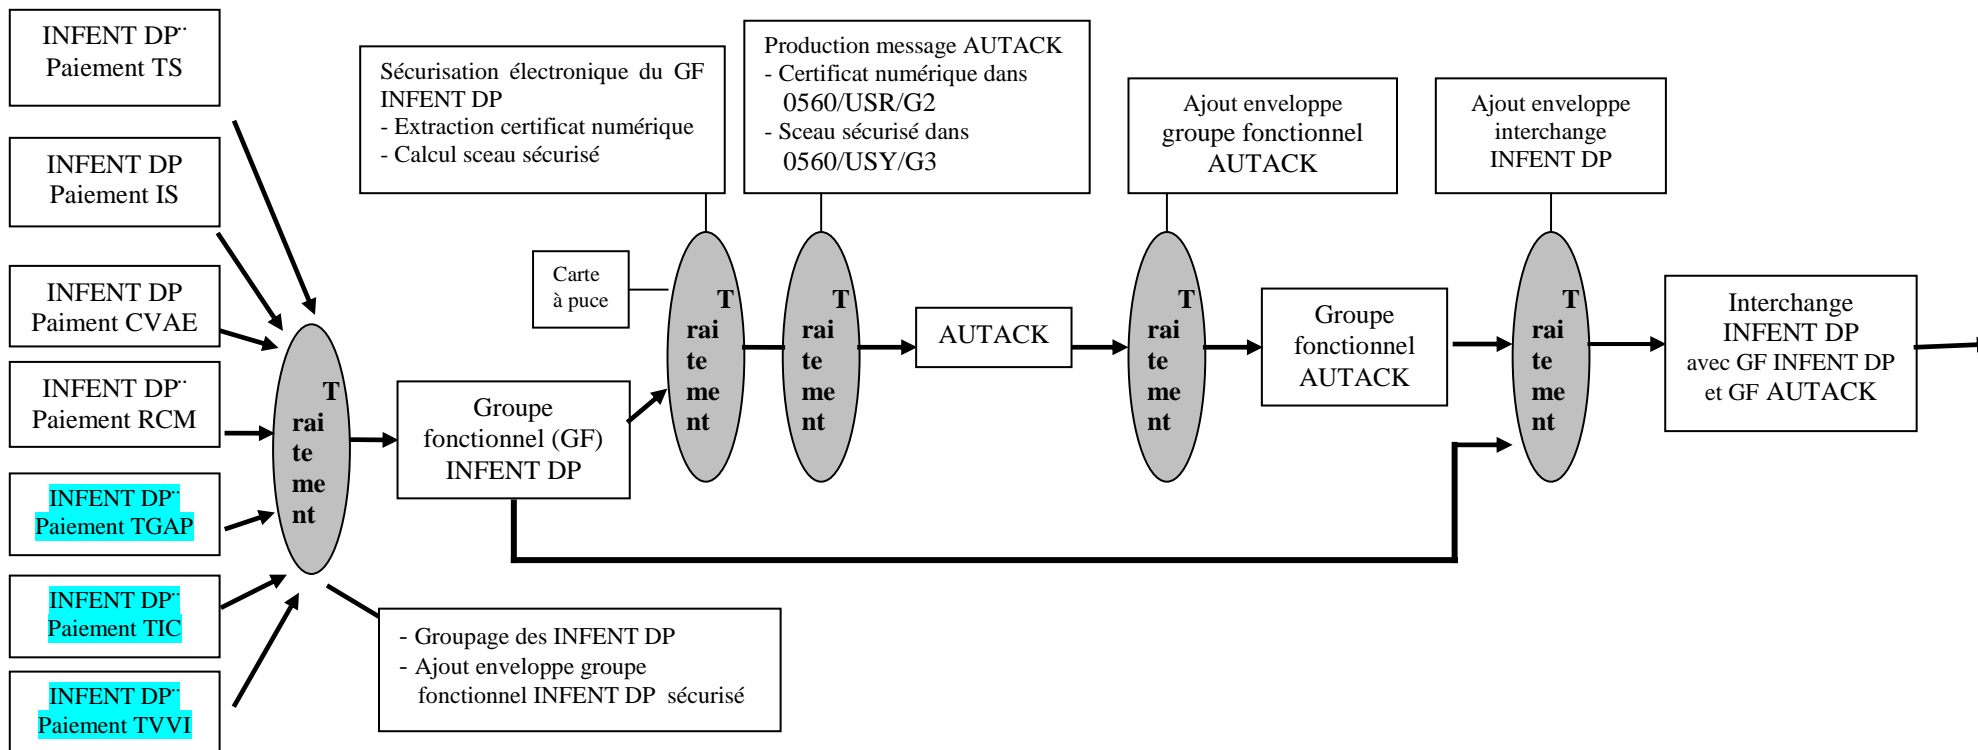 INFENT DP¨
Paiement TS
INFENT DP
Paiement IS
INFENT DP
Paiment CVAE
INFENT DP¨
Paiement RCM
INFENT DP¨
Paiement TGAP
INFENT DP¨
Paiement TIC
INFENT DP¨
Paiement TVVI
T
rai
te
me
nt
- Groupage des INFENT DP
- Ajout enveloppe groupe
fonctionnel INFENT DP sécurisé
Groupe
fonctionnel (GF)
INFENT DP
Sécurisation électronique du GF
INFENT DP
- Extraction certificat numérique
- Calcul sceau sécurisé
Carte
à puce
T
rai
te
me
nt
Production message AUTACK
- Certificat numérique dans
0560/USR/G2
- Sceau sécurisé dans
0560/USY/G3
T
rai
te
me
nt
AUTACK
Ajout enveloppe
groupe fonctionnel
AUTACK
T
rai
te
me
nt
Groupe
fonctionnel
AUTACK
Ajout enveloppe
interchange
INFENT DP
T
rai
te
me
nt
Interchange
INFENT DP
avec GF INFENT DP
et GF AUTACK